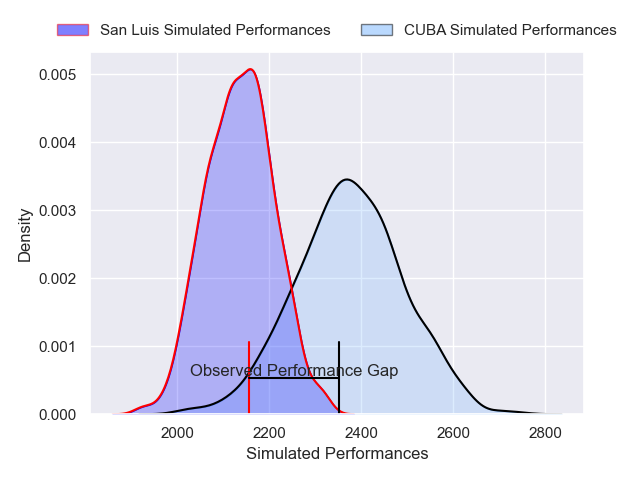 San Luis Simulated Performances
CUBA Simulated Performances
0.005
0.004
0.003
0.002
0.001
0.000
Density
Observed Performance Gap
2000
2200
2400
2600
2800
Simulated Performances